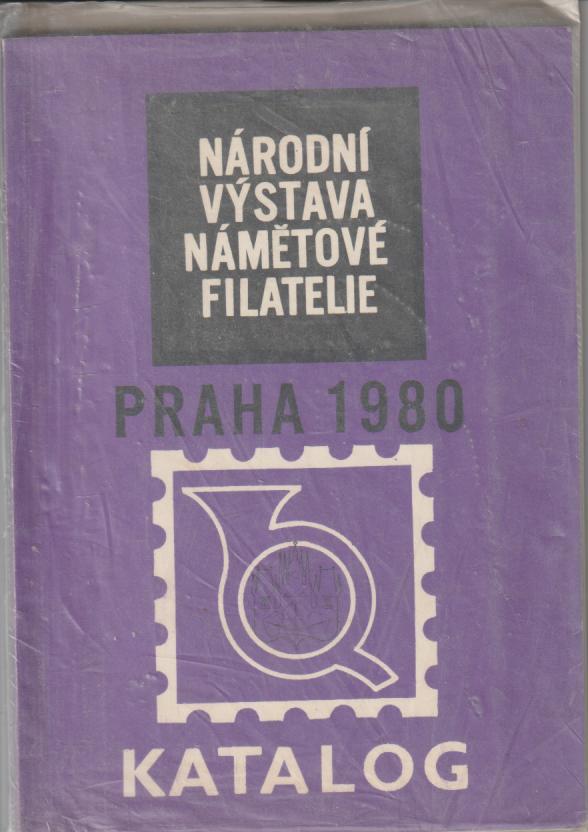 NÁRODNÍ
VÝSTAVA
NÁMĚTOVÉ
FILATELIE
PRAHA 1980
KATALOG